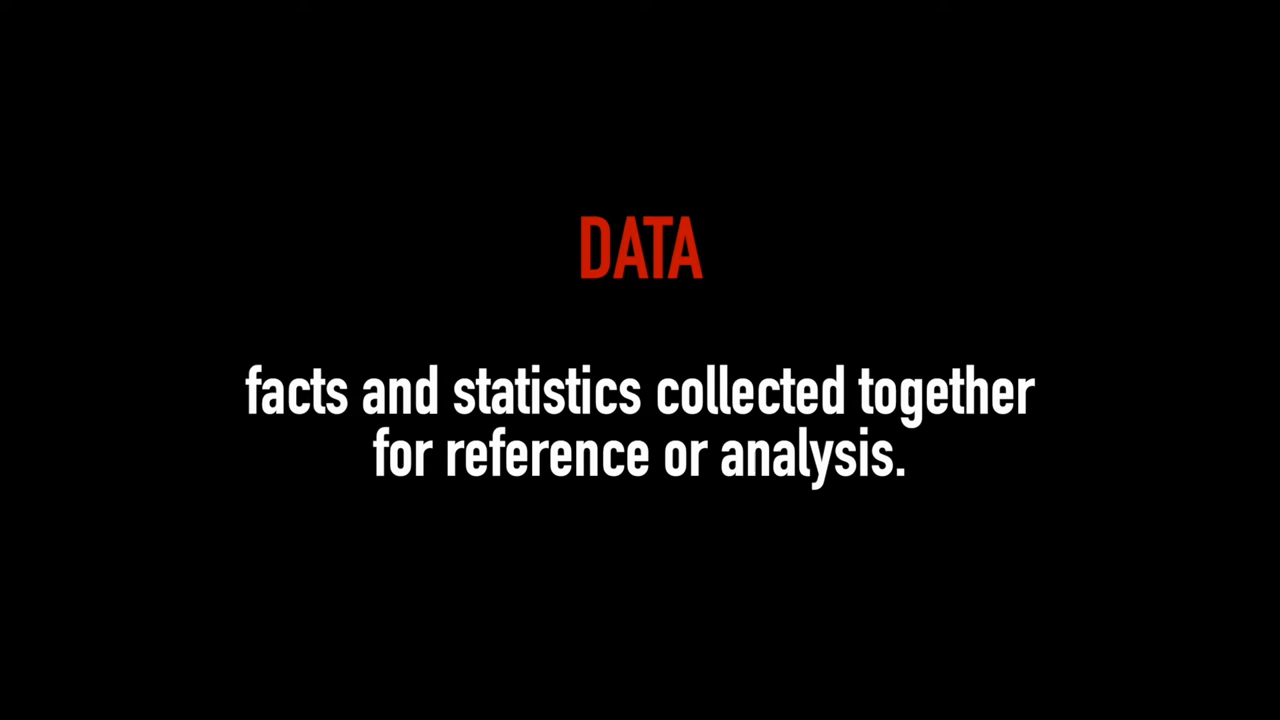 DATA
facts and statistics collected together
for reference or analysis.